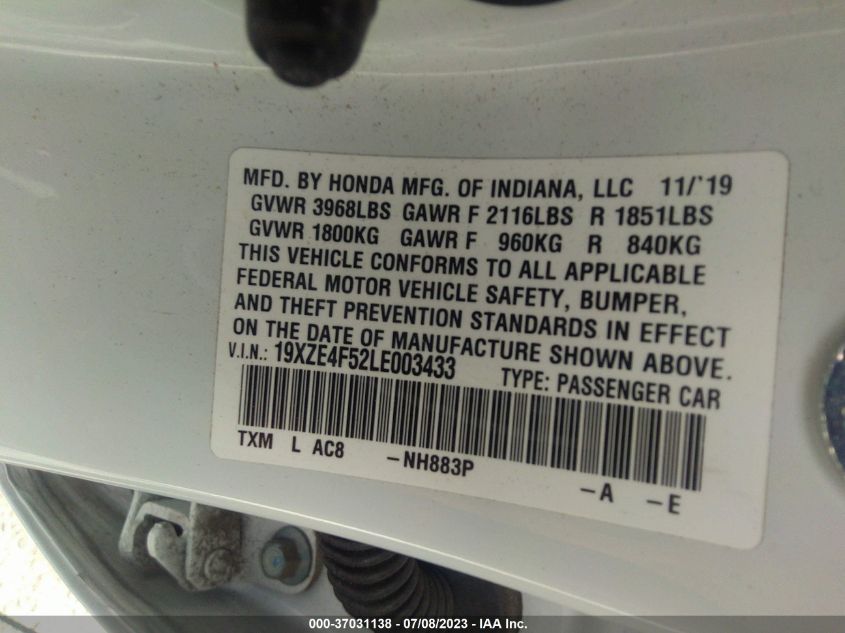 MFD. BY HONDA MFG. OF INDIANA, LLC 11/'19
GVWR 3968LBS GAWR F 2116LBS R 1851LBS
GVWR 1800KG GAWR F 960KG R 840KG
THIS VEHICLE CONFORMS TO ALL APPLICABLE
FEDERAL MOTOR VEHICLE SAFETY, BUMPER,
AND THEFT PREVENTION STANDARDS IN EFFECT
ON THE DATE OF MANUFACTURE SHOWN ABOVE.
V.I.N.: 19XZE4F52LE003433 TYPE: PASSENGER CAR
TXM L AC8 -NH883P -A -E
000-37031138 - 07/08/2023 - IAA Inc.